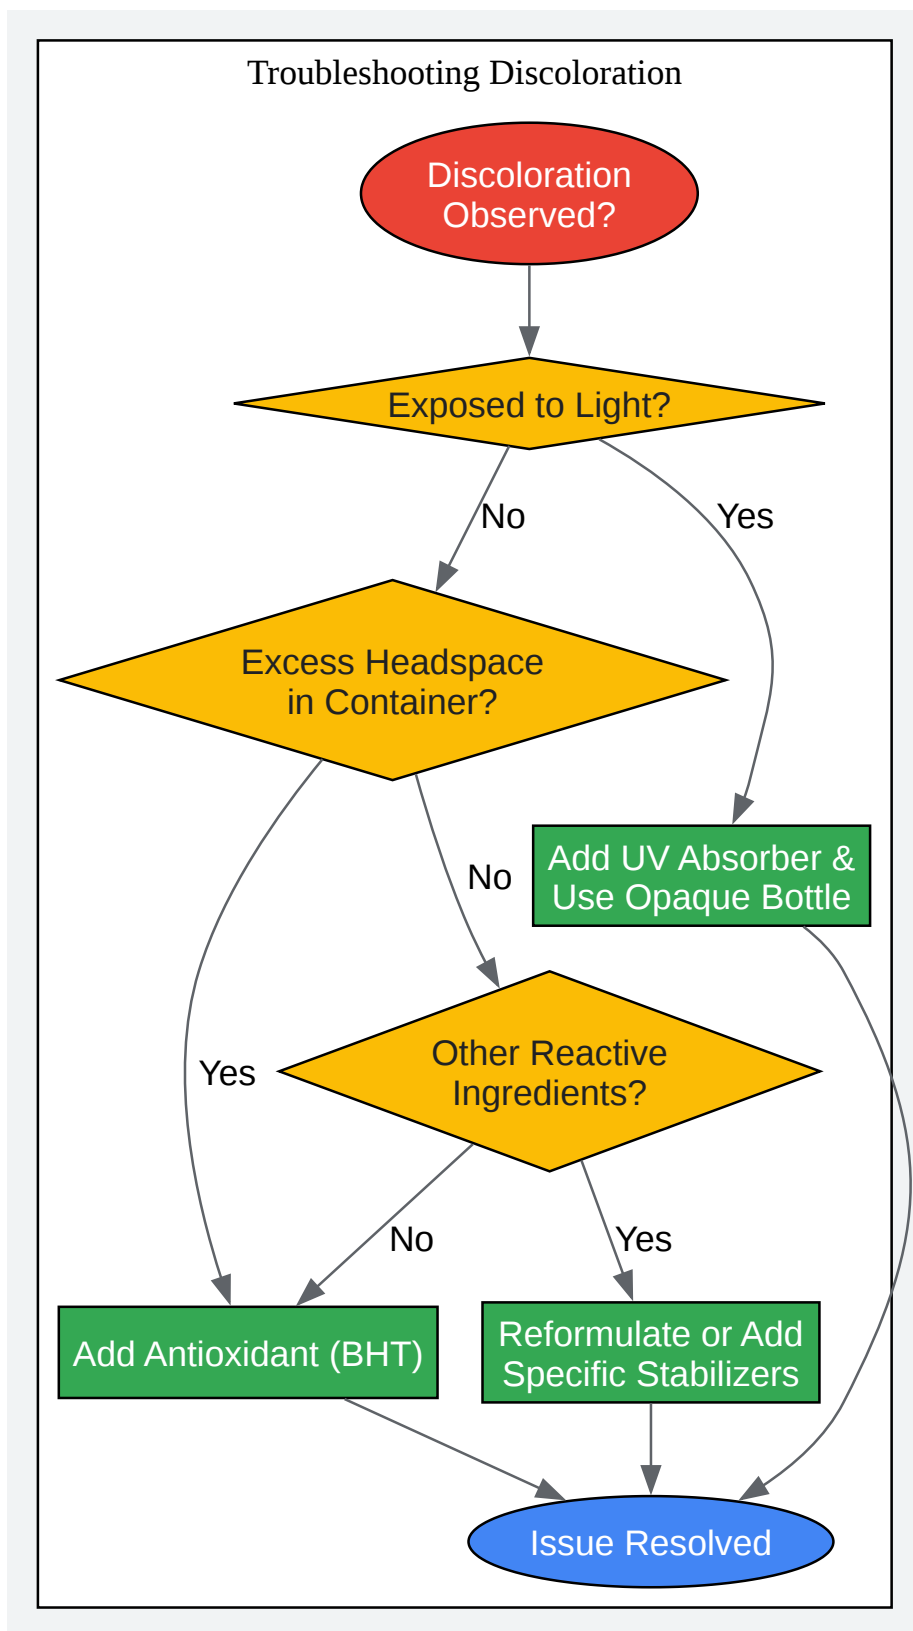 Troubleshooting Discoloration
Discoloration
Observed?
Exposed to Light?
No
Yes
Excess Headspace
in Container?
Add UV Absorber &
Use Opaque Bottle
No
Other Reactive
Ingredients?
Yes
No
Yes
Add Antioxidant (BHT)
Reformulate or Add
Specific Stabilizers
Issue Resolved